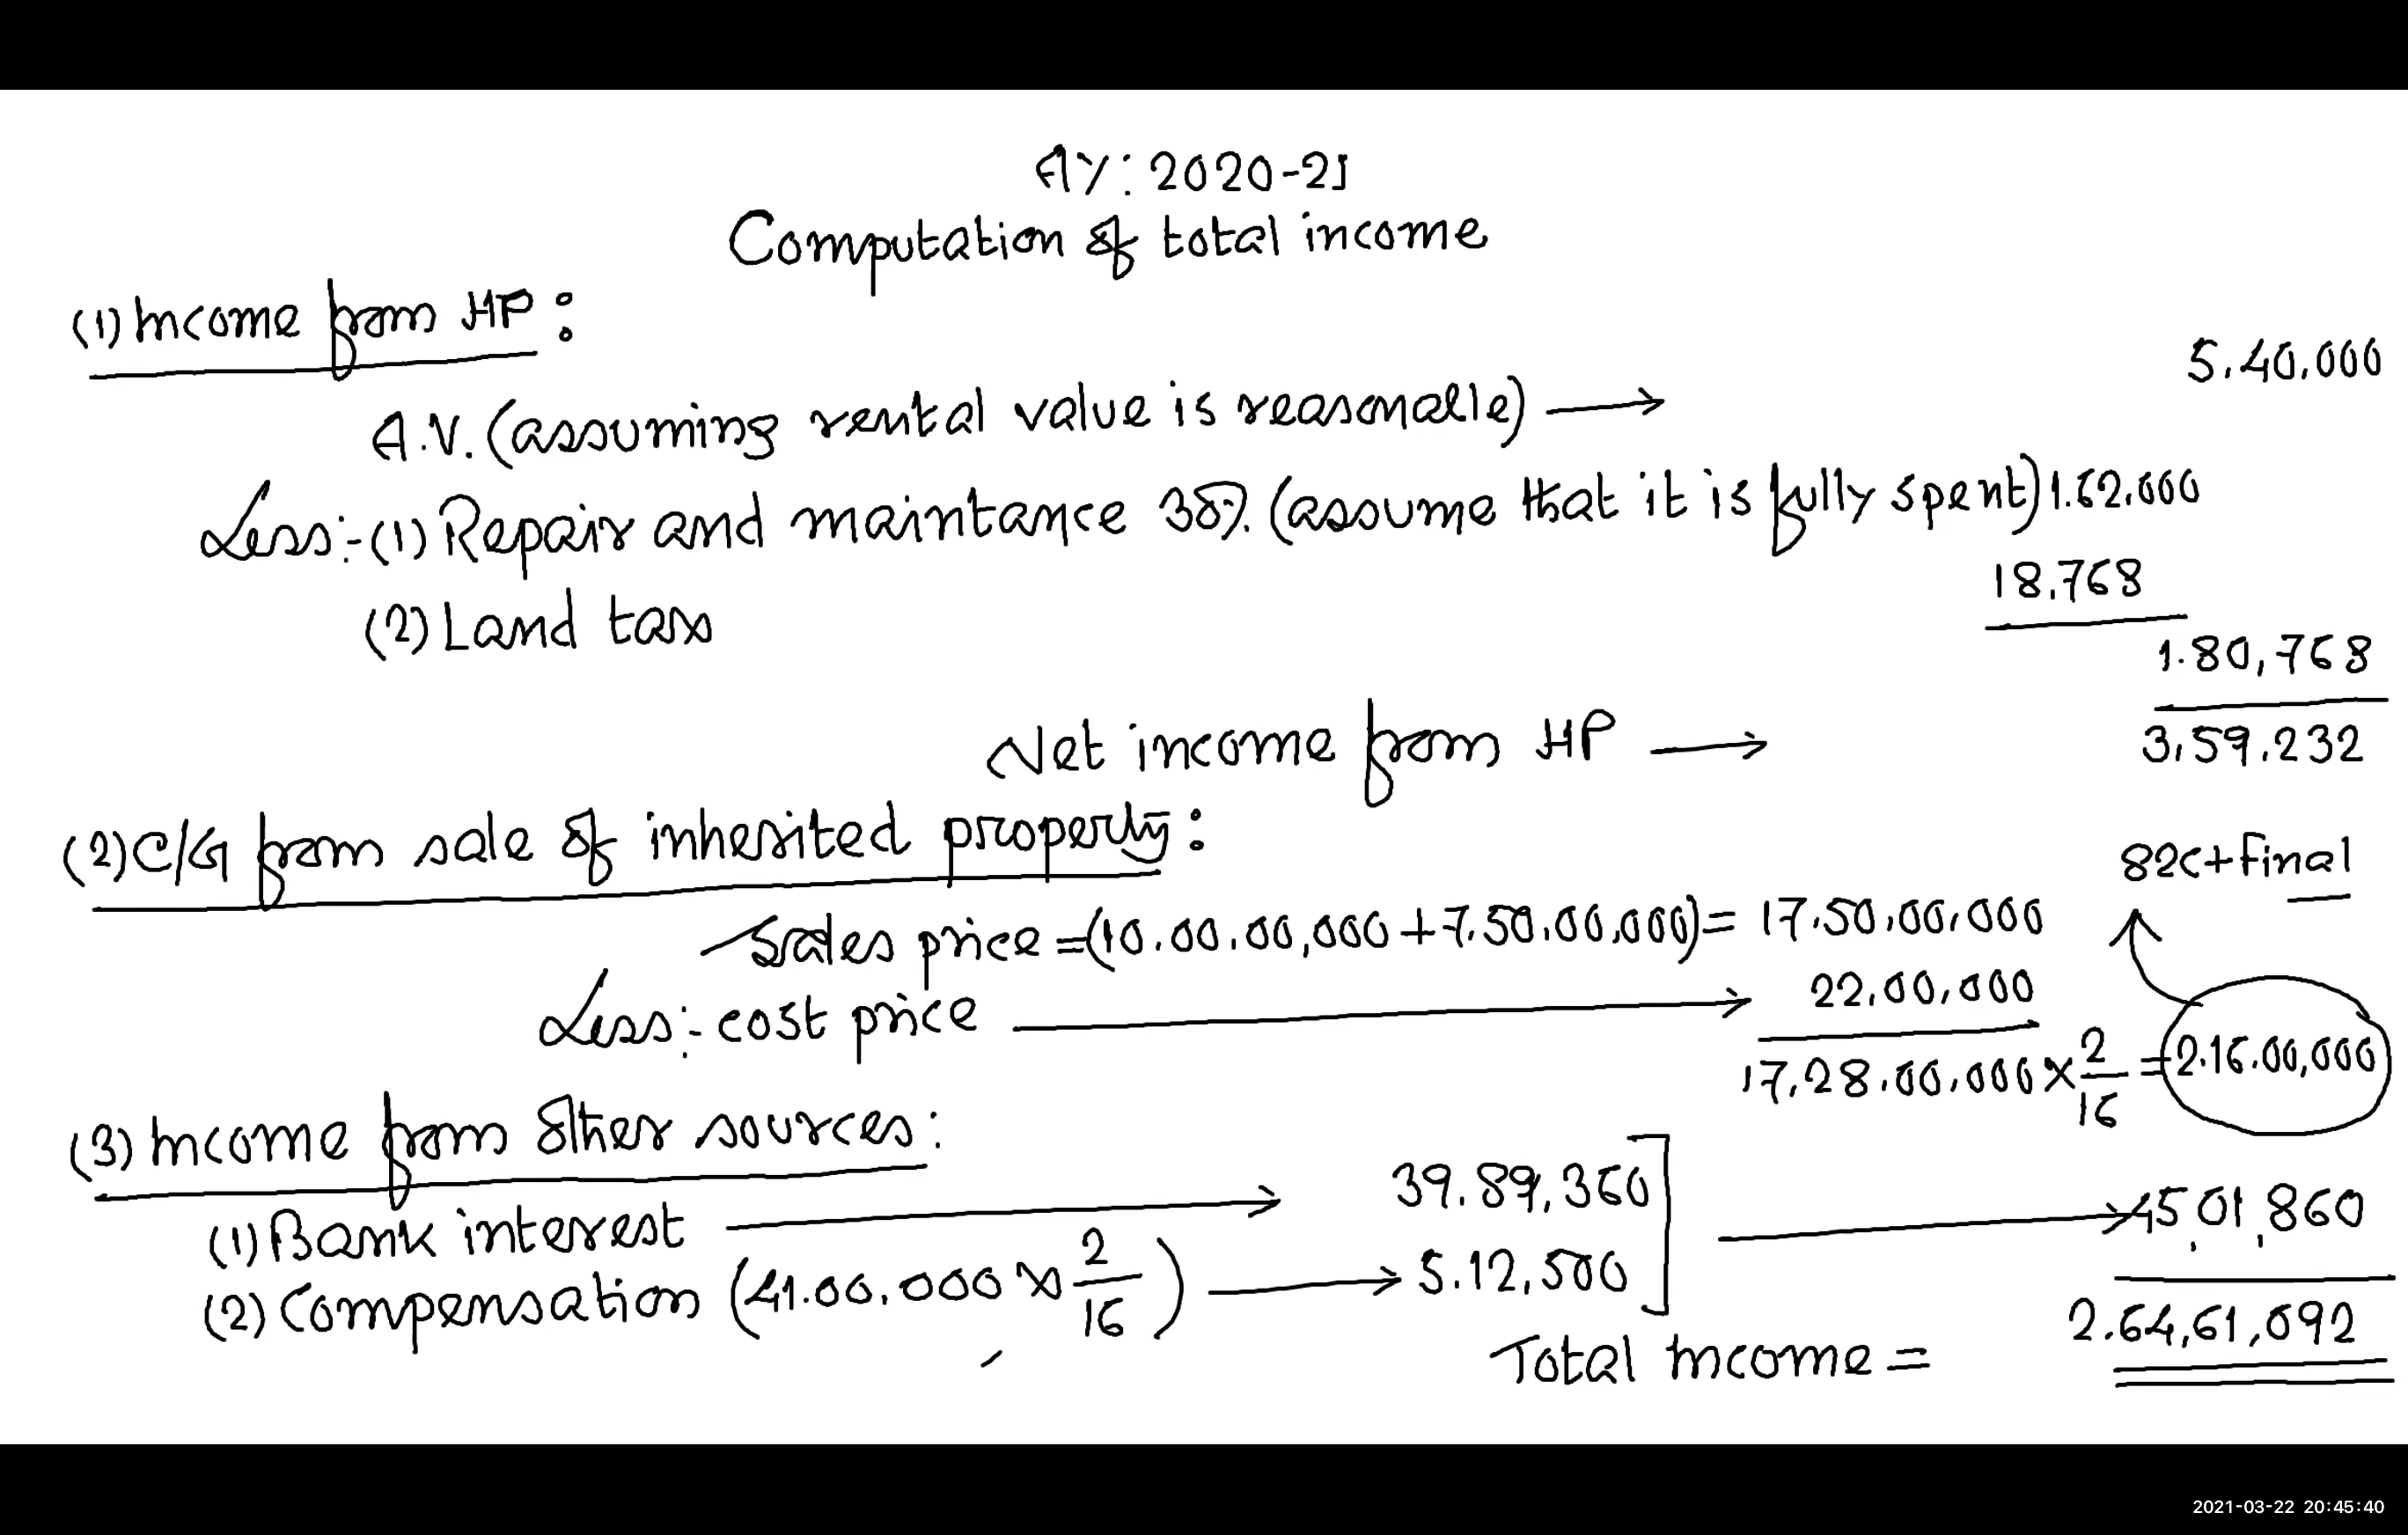 AY: 2020-21
Computation of total income
(1) Income from HP:
5,40,000
A.V. (assuming rental value is reasonable) →
Less:- (1) Repair and maintance 30% (assume that it is fully spent) 1,62,000
(2) Land tax 18,768
1,80,768
Net income from HP → 3,59,232
(2) C/G from sale of inherited property:
82C+final
Sales price = (10,00,00,000 + 7,50,00,000) = 17,50,00,000
Less:- cost price → 22,00,000
17,28,00,000 × 2/16 = 2,16,00,000
(3) Income from other sources:
(1) Bank interest → 39,89,360
→ 45,01,860
(2) Compensation (41,00,000 × 2/16) → 5,12,500
Total income = 2,64,61,092
2021-03-22 20:45:40